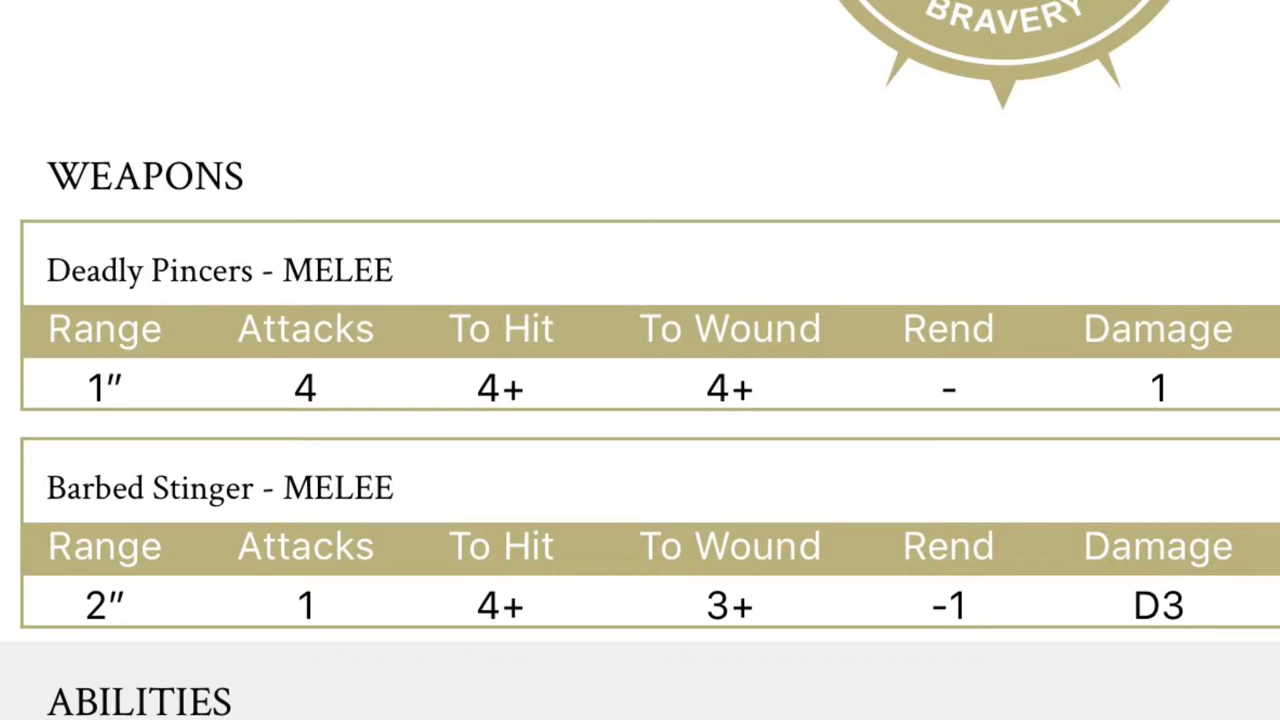 BRAVERY
WEAPONS
Deadly Pincers - MELEE
Range Attacks To Hit To Wound Rend Damage
1” 4 4+ 4+ - 1
Barbed Stinger - MELEE
Range Attacks To Hit To Wound Rend Damage
2” 1 4+ 3+ -1 D3
ABILITIES